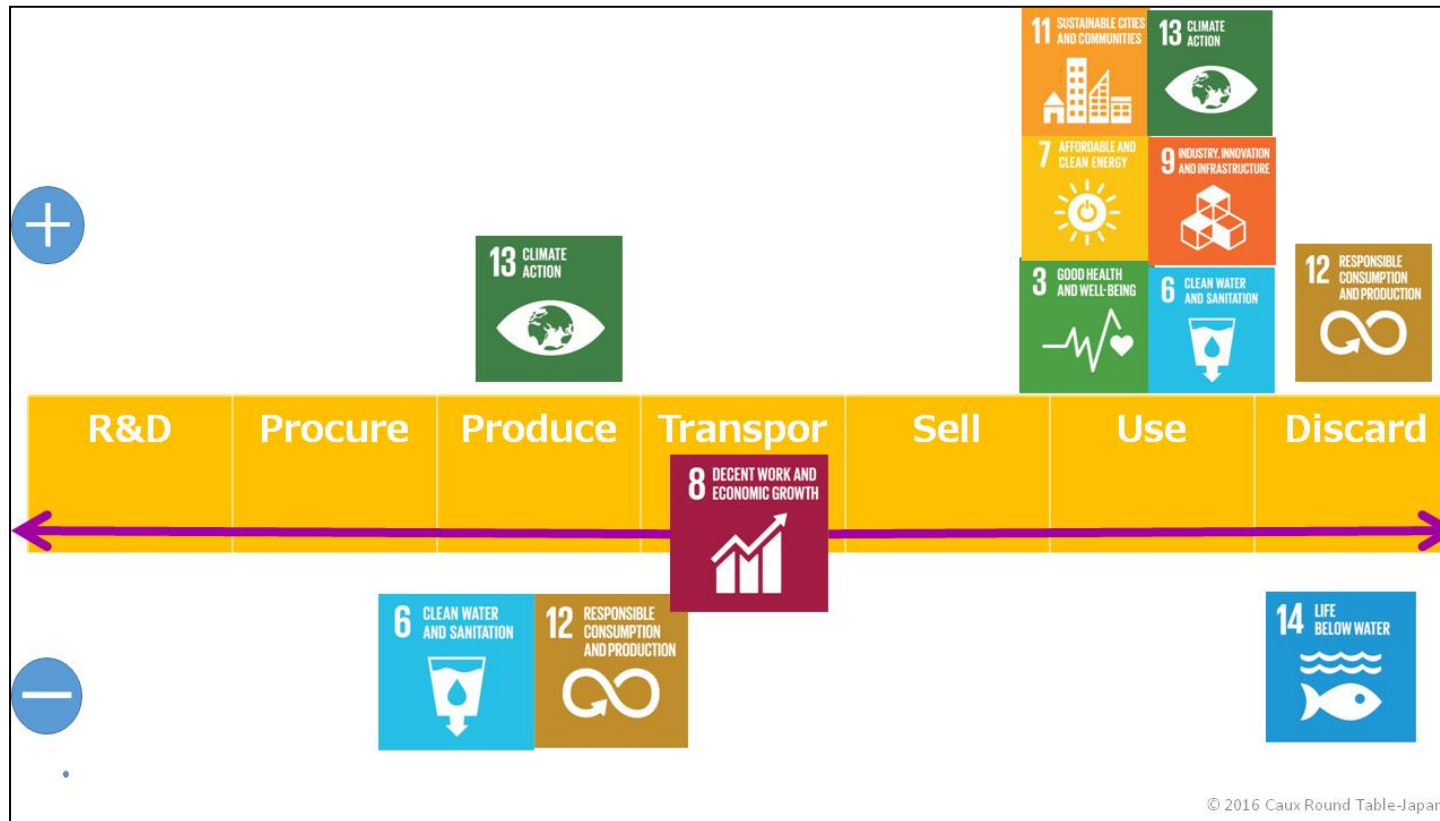 11 SUSTAINABLE CITIES
AND COMMUNITIES
13 CLIMATE
ACTION
7 AFFORDABLE AND
CLEAN ENERGY
9 INDUSTRY, INNOVATION
AND INFRASTRUCTURE
13 CLIMATE
ACTION
3 GOOD HEALTH
AND WELL-BEING
6 CLEAN WATER
AND SANITATION
12 RESPONSIBLE
CONSUMPTION
AND PRODUCTION
R&D
Procure
Produce
Transpor
Sell
Use
Discard
8 DECENT WORK AND
ECONOMIC GROWTH
6 CLEAN WATER
AND SANITATION
12 RESPONSIBLE
CONSUMPTION
AND PRODUCTION
14 LIFE
BELOW WATER
© 2016 Caux Round Table-Japan